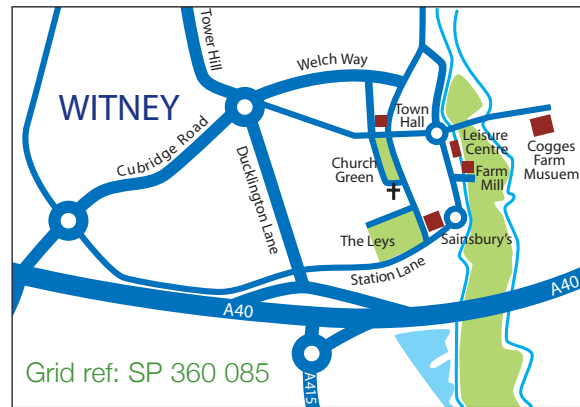 Tower Hill
Welch Way
WITNEY
Town
Hall
Leisure
Centre
Cogges
Farm
Musuem
Cubridge Road
Church
Green
Farm
Mill
Ducklington Lane
The Leys
Sainsbury's
Station Lane
A40
A40
Grid ref: SP 360 085
A415